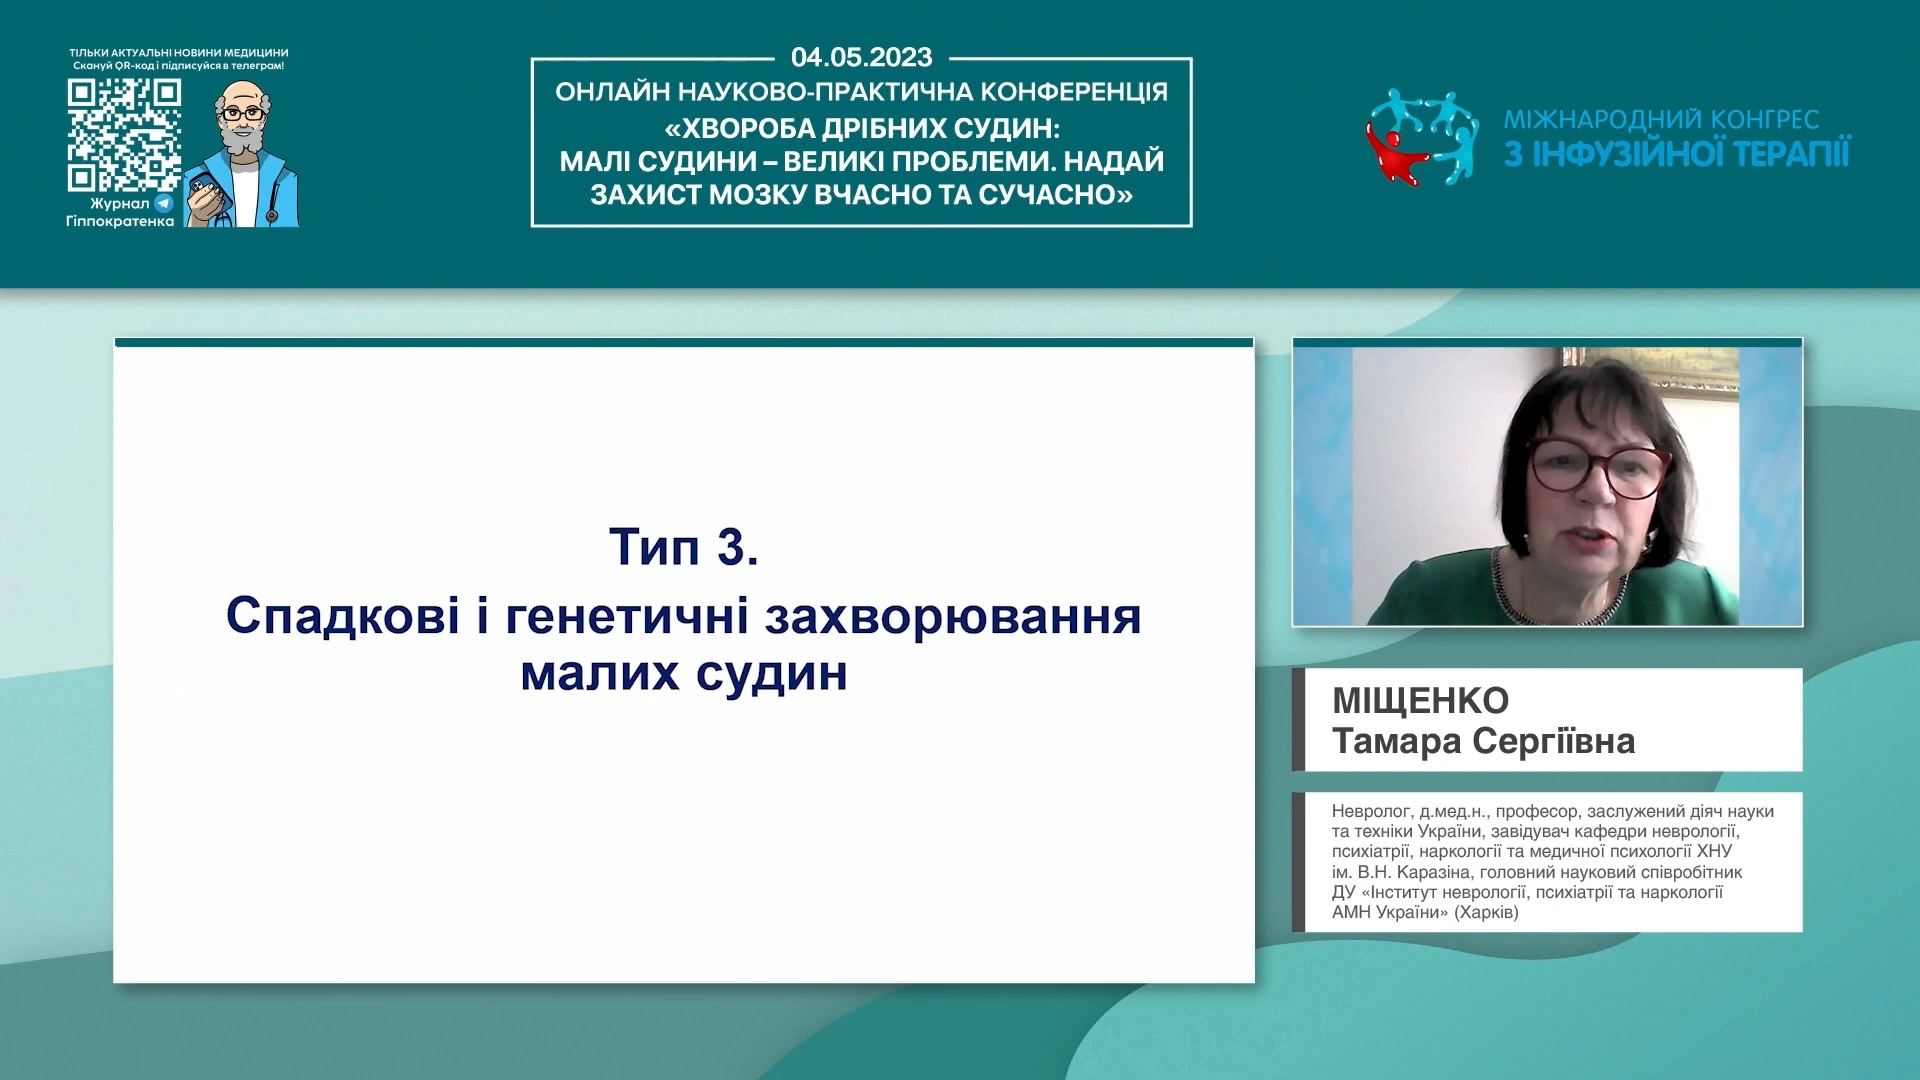 ТІЛЬКИ АКТУАЛЬНІ НОВИНИ МЕДИЦИНИ
Скануй QR-код і підписуйся в телеграм!
Журнал
Гіппократенка
04.05.2023
ОНЛАЙН НАУКОВО-ПРАКТИЧНА КОНФЕРЕНЦІЯ
«ХВОРОБА ДРІБНИХ СУДИН:
МАЛІ СУДИНИ – ВЕЛИКІ ПРОБЛЕМИ. НАДАЙ
ЗАХИСТ МОЗКУ ВЧАСНО ТА СУЧАСНО»
МІЖНАРОДНИЙ КОНГРЕС
З ІНФУЗІЙНОЇ ТЕРАПІЇ
Тип 3.
Спадкові і генетичні захворювання
малих судин
МІЩЕНКО
Тамара Сергіївна
Невролог, д.мед.н., професор, заслужений діяч науки
та техніки України, завідувач кафедри неврології,
психіатрії, наркології та медичної психології ХНУ
ім. В.Н. Каразіна, головний науковий співробітник
ДУ «Інститут неврології, психіатрії та наркології
АМН України» (Харків)